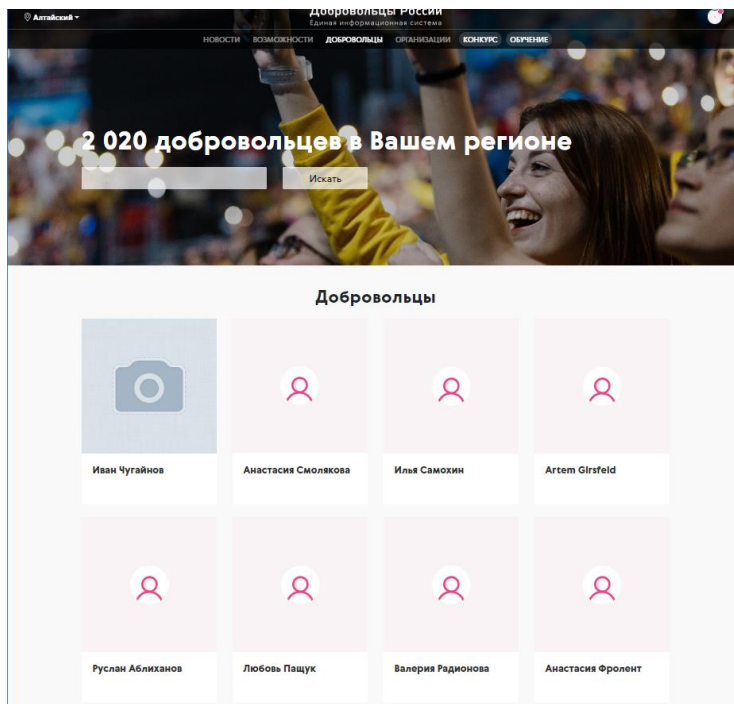 Алтайский
Добровольцы России
Единая информационная система
НОВОСТИ ВОЗМОЖНОСТИ ДОБРОВОЛЬЦЫ ОРГАНИЗАЦИИ КОНКУРС ОБУЧЕНИЕ
2 020 добровольцев в Вашем регионе
Искать
Добровольцы
Иван Чугайнов Анастасия Смолякова Илья Самохин Artem Girsfeld
Руслан Аблиханов Любовь Пащук Валерия Радионова Анастасия Фролент